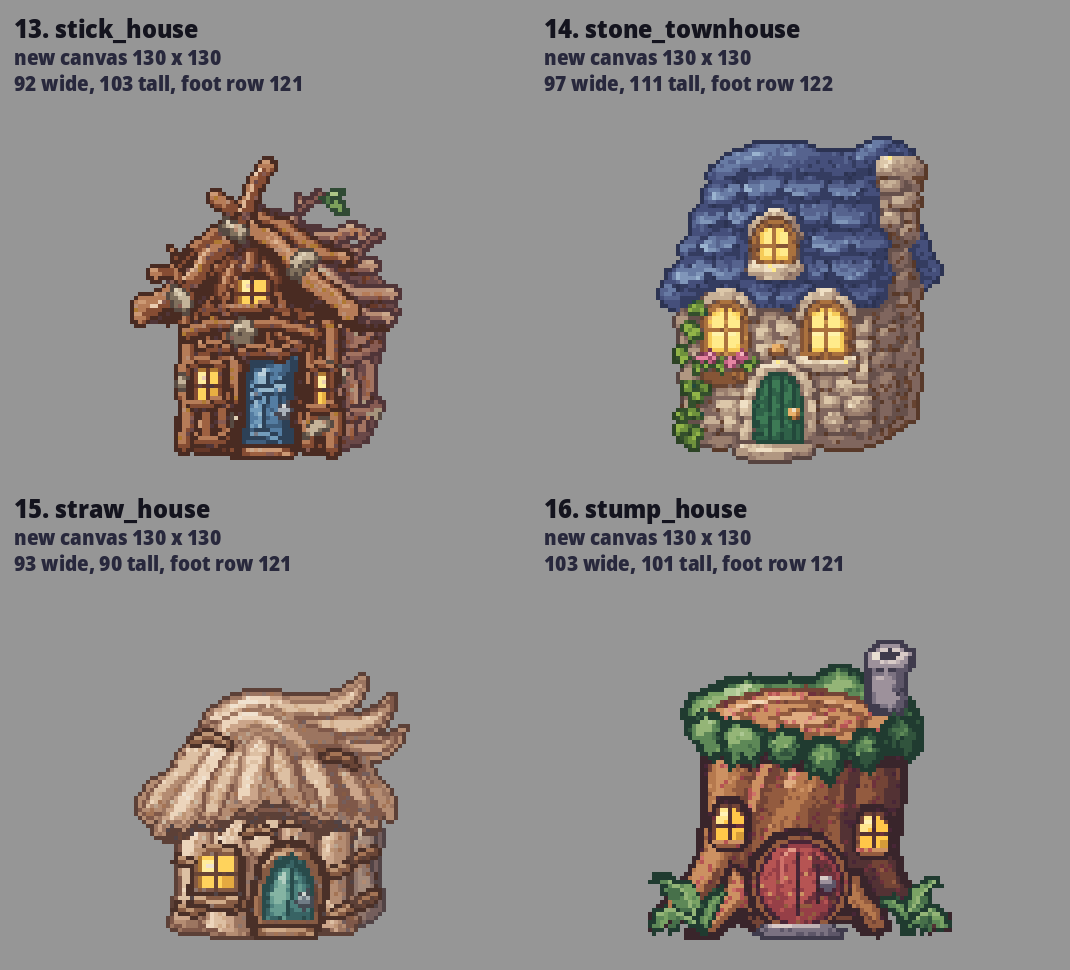 13. stick_house
new canvas 130 x 130
92 wide, 103 tall, foot row 121
14. stone_townhouse
new canvas 130 x 130
97 wide, 111 tall, foot row 122
15. straw_house
new canvas 130 x 130
93 wide, 90 tall, foot row 121
16. stump_house
new canvas 130 x 130
103 wide, 101 tall, foot row 121